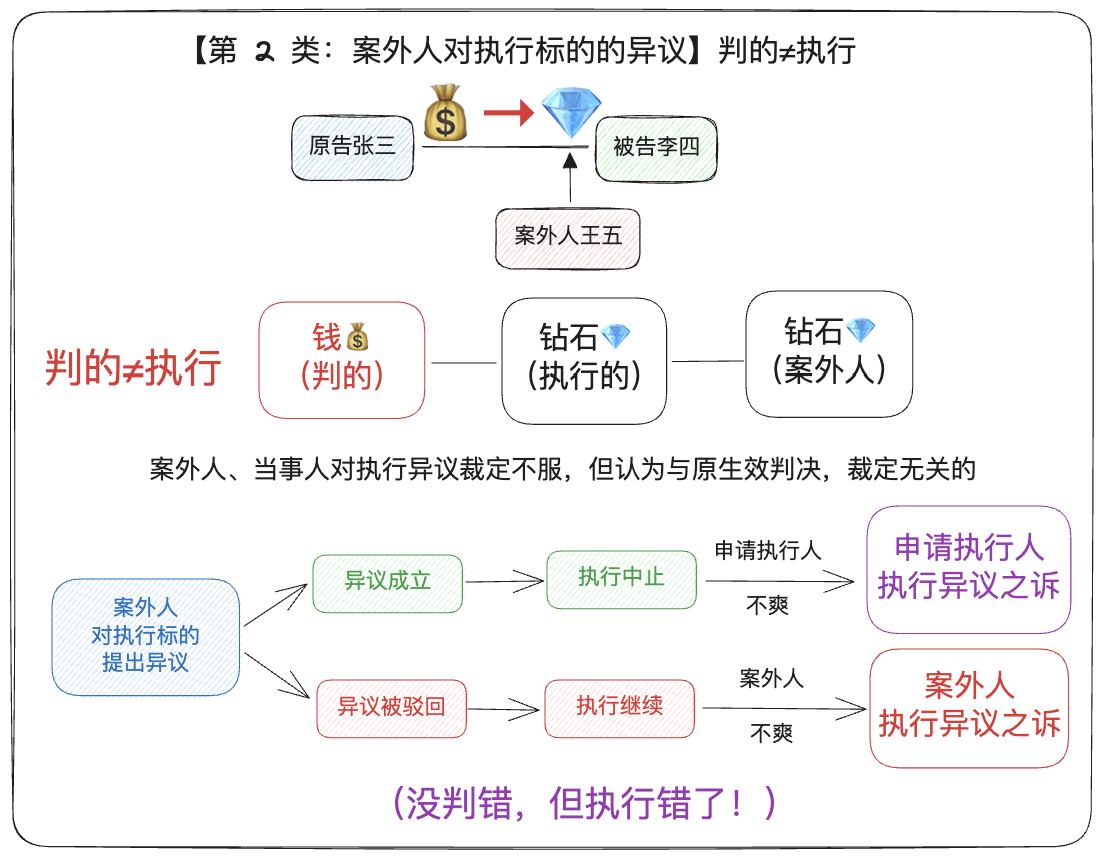 【第 2 类：案外人对执行标的的异议】判的≠执行
$
原告张三
被告李四
案外人王五
判的≠执行
钱
（判的）
钻石
（执行的）
钻石
（案外人）
案外人、当事人对执行异议裁定不服，但认为与原生效判决，裁定无关的
案外人
对执行标的
提出异议
异议成立
执行中止
申请执行人
不爽
申请执行人
执行异议之诉
异议被驳回
执行继续
案外人
不爽
案外人
执行异议之诉
（没判错，但执行错了！）